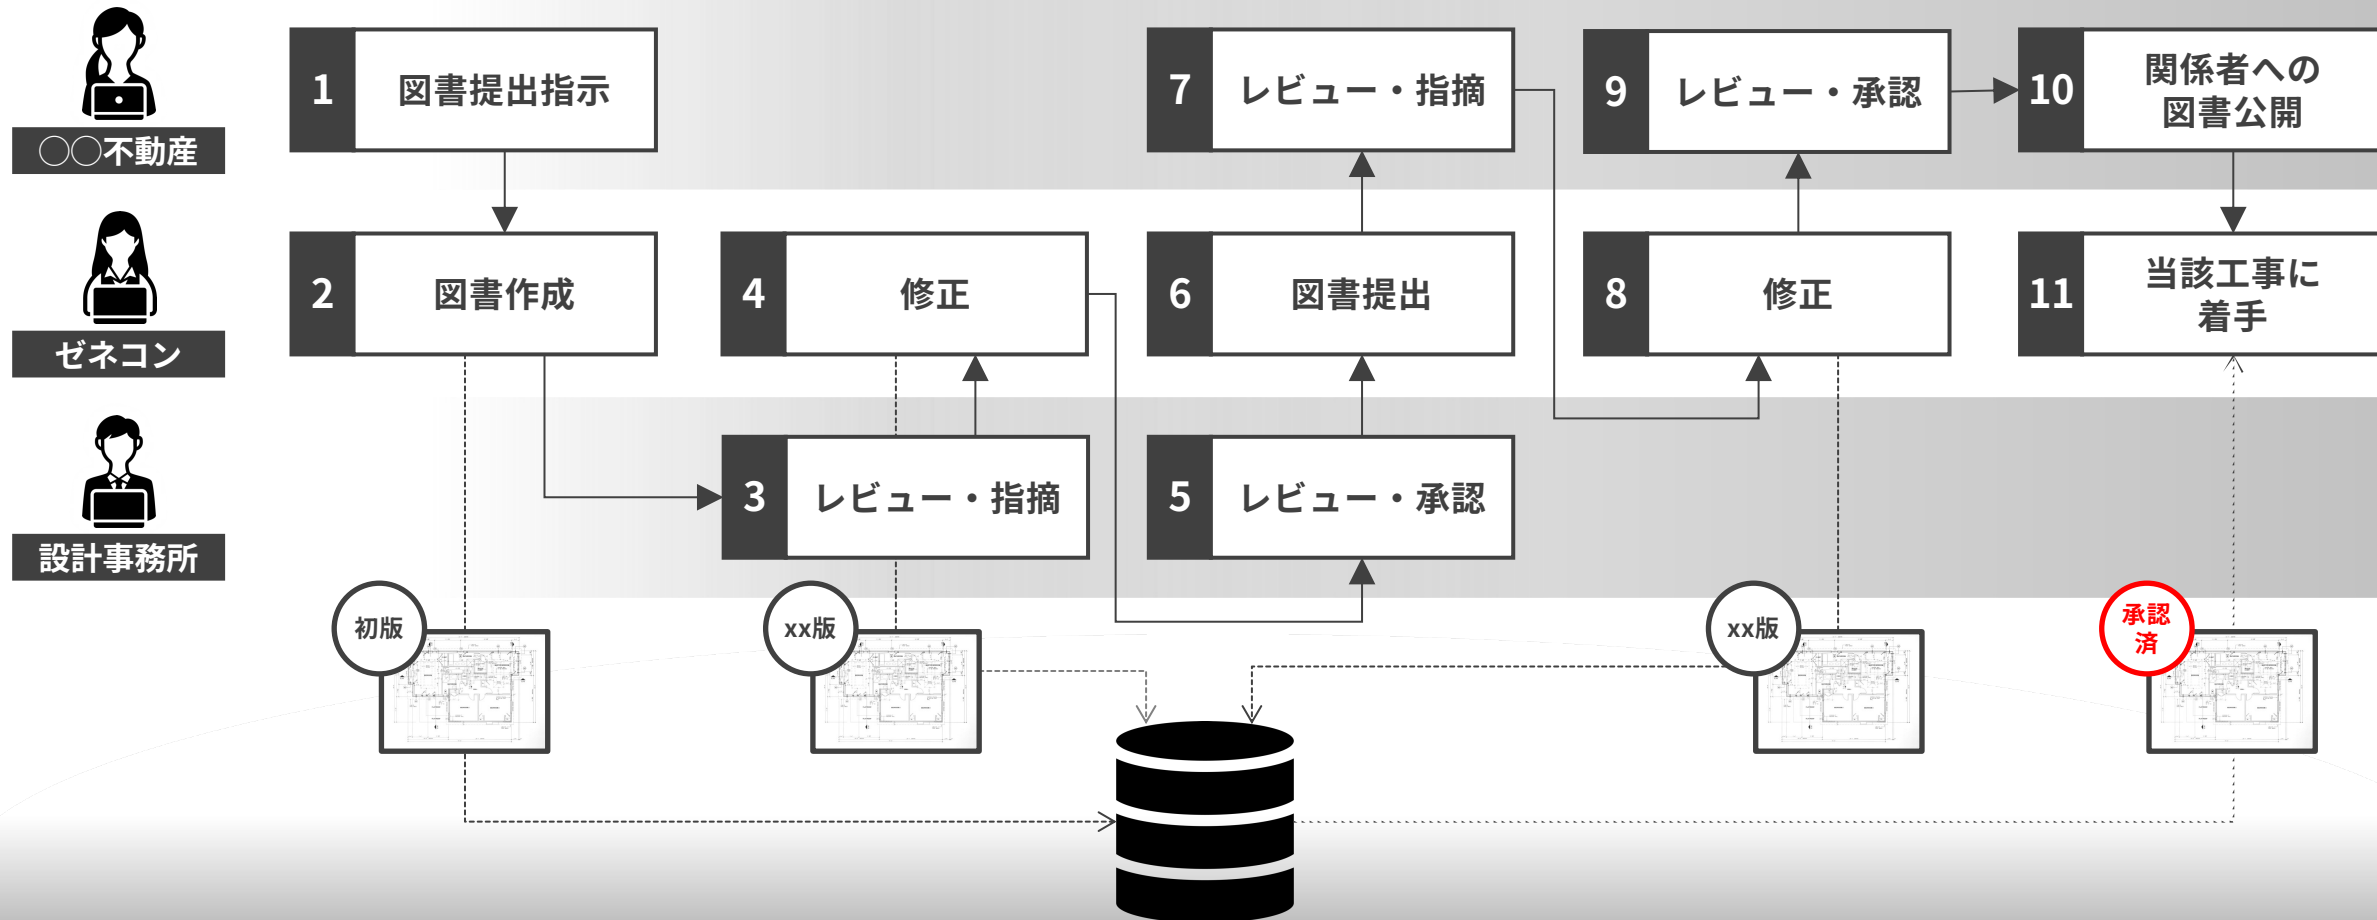 1
図書提出指示
7
レビュー・指摘
9
レビュー・承認
10
関係者への
図書公開
〇〇不動産
2
図書作成
4
修正
6
図書提出
8
修正
11
当該工事に
着手
ゼネコン
3
レビュー・指摘
5
レビュー・承認
設計事務所
初版
xx版
xx版
承認
済